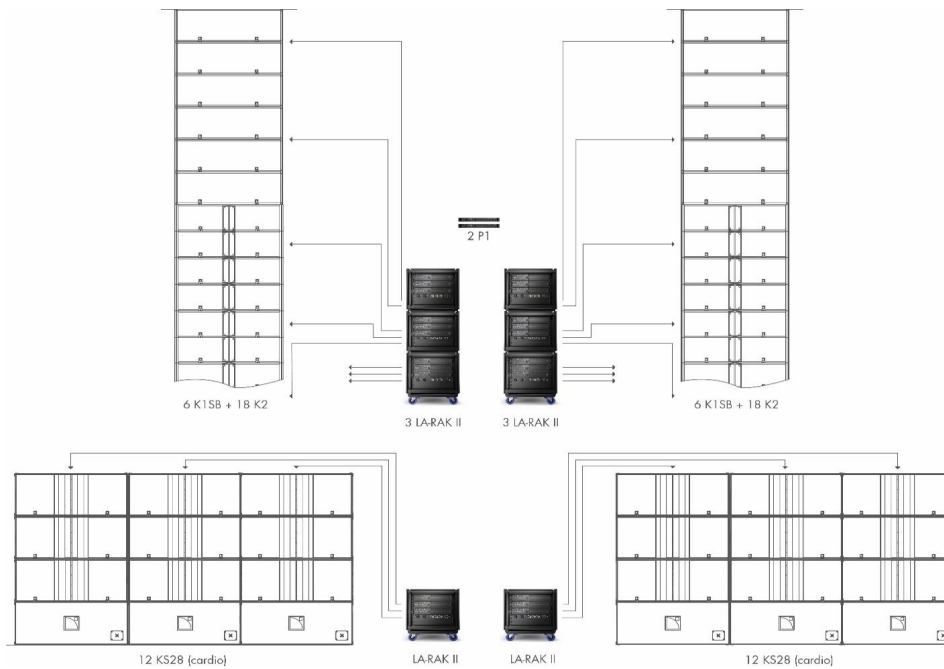 2 P1
6 K1SB + 18 K2
6 K1SB + 18 K2
3 LA-RAK II
3 LA-RAK II
LA-RAK II
LA-RAK II
12 KS28 (cardio)
12 KS28 (cardio)